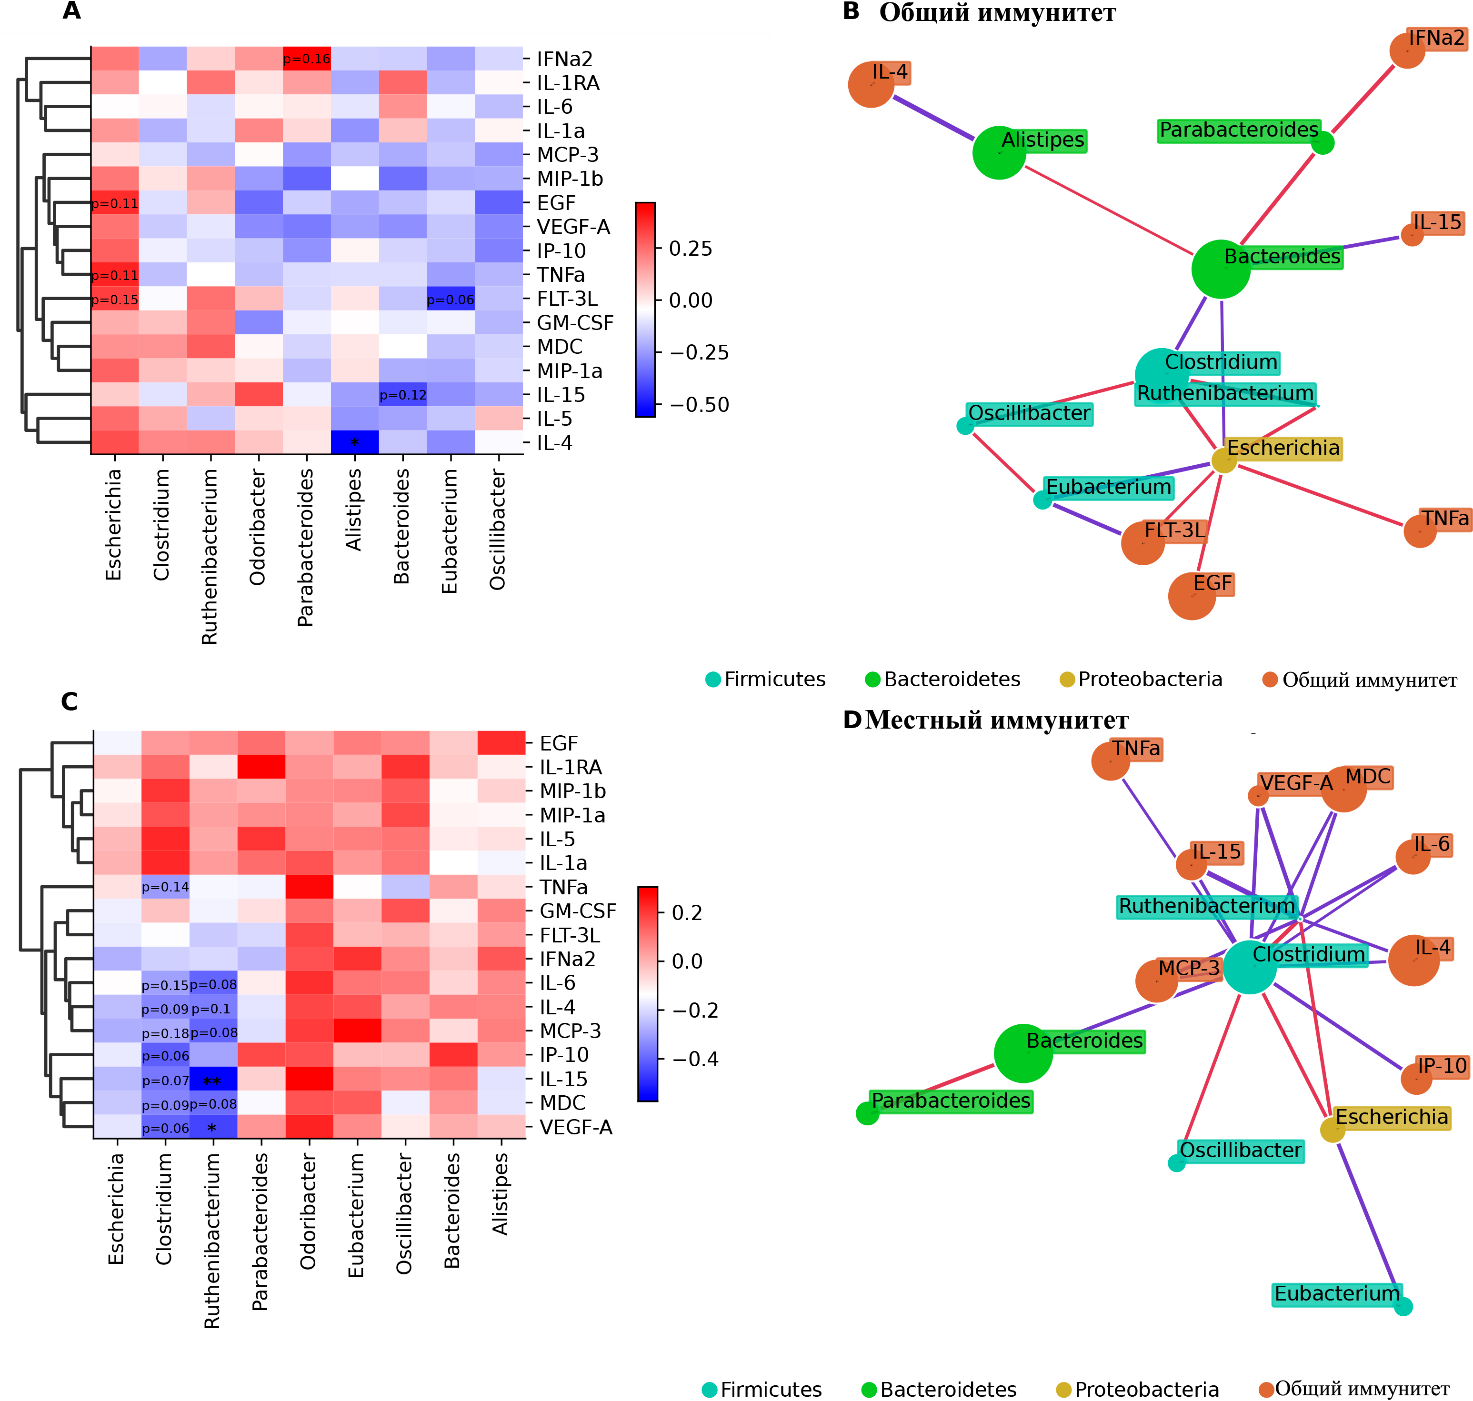 A
p=0.16
p=0.11
p=0.11
p=0.15
p=0.06
p=0.12
*
IFNa2
IL-1RA
IL-6
IL-1a
MCP-3
MIP-1b
EGF
VEGF-A
IP-10
TNFa
FLT-3L
GM-CSF
MDC
MIP-1a
IL-15
IL-5
IL-4
Escherichia
Clostridium
Ruthenibacterium
Odoribacter
Parabacteroides
Alistipes
Bacteroides
Eubacterium
Oscillibacter
0.25
0.00
−0.25
−0.50
B Общий иммунитет
IFNa2
IL-4
Parabacteroides
Alistipes
IL-15
Bacteroides
Clostridium
Ruthenibacterium
Oscillibacter
Escherichia
Eubacterium
TNFa
FLT-3L
EGF
Firmicutes
Bacteroidetes
Proteobacteria
Общий иммунитет
C
p=0.14
p=0.15 p=0.08
p=0.09 p=0.1
p=0.18 p=0.08
p=0.06
p=0.07 **
p=0.09 p=0.08
p=0.06 *
EGF
IL-1RA
MIP-1b
MIP-1a
IL-5
IL-1a
TNFa
GM-CSF
FLT-3L
IFNa2
IL-6
IL-4
MCP-3
IP-10
IL-15
MDC
VEGF-A
Escherichia
Clostridium
Ruthenibacterium
Parabacteroides
Odoribacter
Eubacterium
Oscillibacter
Bacteroides
Alistipes
0.2
0.0
−0.2
−0.4
D Местный иммунитет
TNFa
VEGF-A
MDC
IL-15
IL-6
Ruthenibacterium
Clostridium
IL-4
MCP-3
Bacteroides
IP-10
Parabacteroides
Escherichia
Oscillibacter
Eubacterium
Firmicutes
Bacteroidetes
Proteobacteria
Общий иммунитет